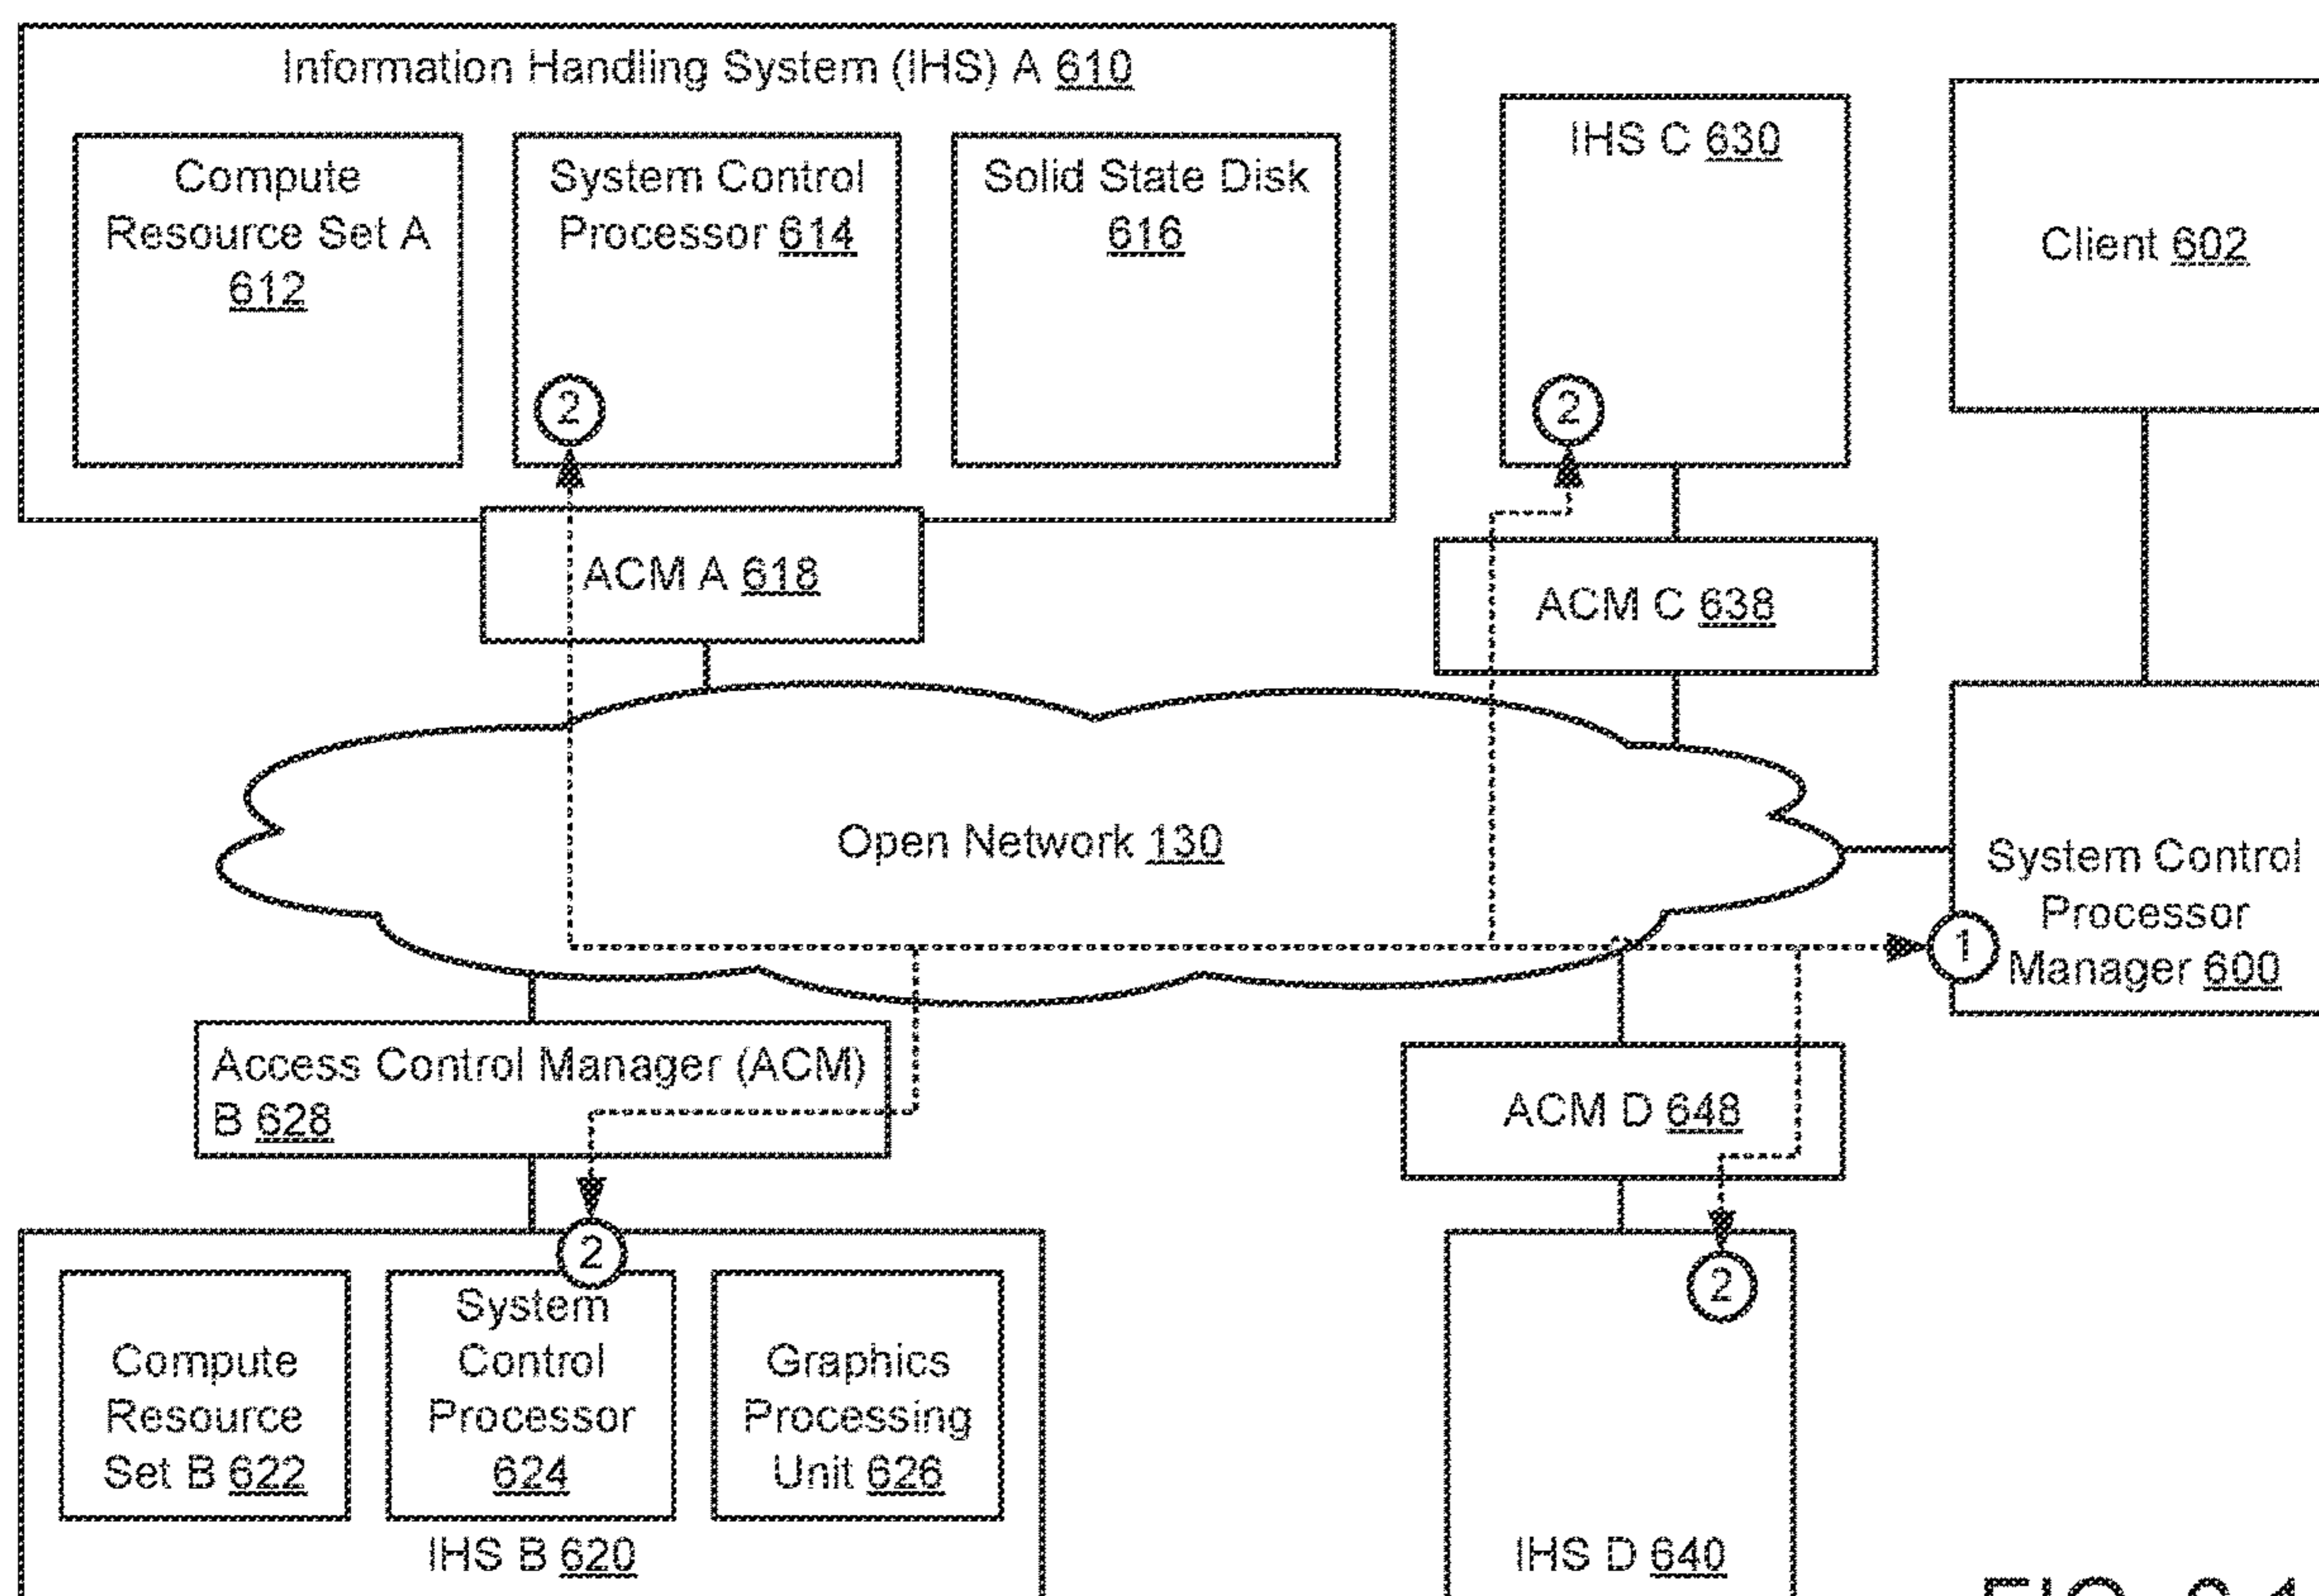 Information Handling System (IHS) A 610
Compute
Resource Set A
612
System Control
Processor 614
2
Solid State Disk
616
IHS C 630
2
Client 602
ACM A 618
ACM C 638
Open Network 130
System Control
Processor
Manager 600
1
Access Control Manager (ACM)
B 628
ACM D 648
2
Compute
Resource
Set B 622
System
Control
Processor
624
Graphics
Processing
Unit 626
IHS B 620
2
IHS D 640